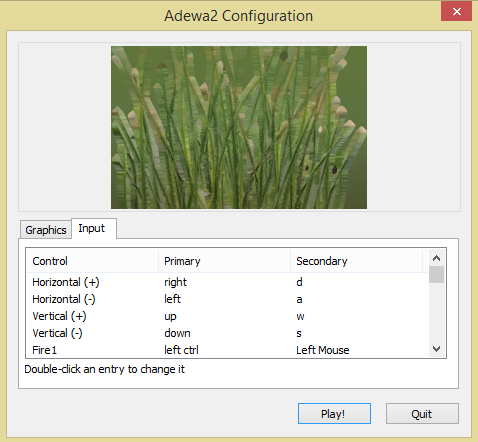 Adewa2 Configuration
Graphics Input
Control Primary Secondary
Horizontal (+) right d
Horizontal (-) left a
Vertical (+) up w
Vertical (-) down s
Fire1 left ctrl Left Mouse
Double-click an entry to change it
Play! Quit